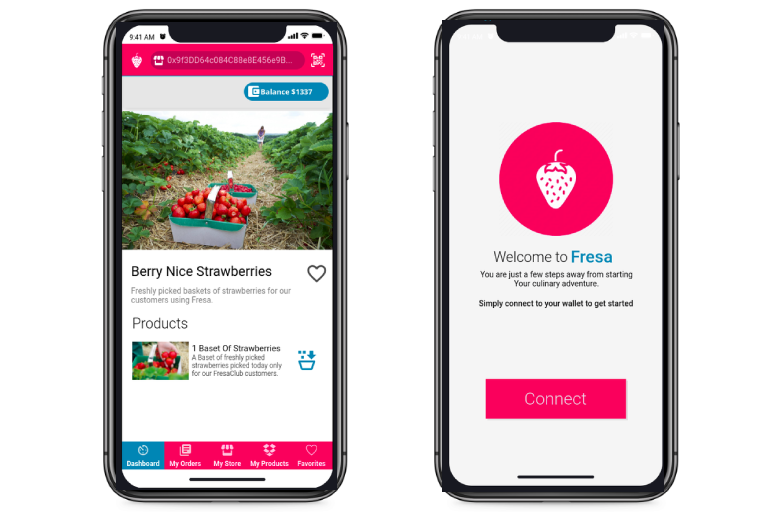 9:41 AM
0x9f3DD64c084C88e8E456e9B...
Balance $1337
Berry Nice Strawberries
Freshly picked baskets of strawberries for our
customers using Fresa.
Products
1 Baset Of Strawberries
A Baset of freshly picked
strawberries picked today only
for our FresaClub customers.
Dashboard
My Orders
My Store
My Products
Favorites
Welcome to Fresa
You are just a few steps away from starting
Your culinary adventure.
Simply connect to your wallet to get started
Connect